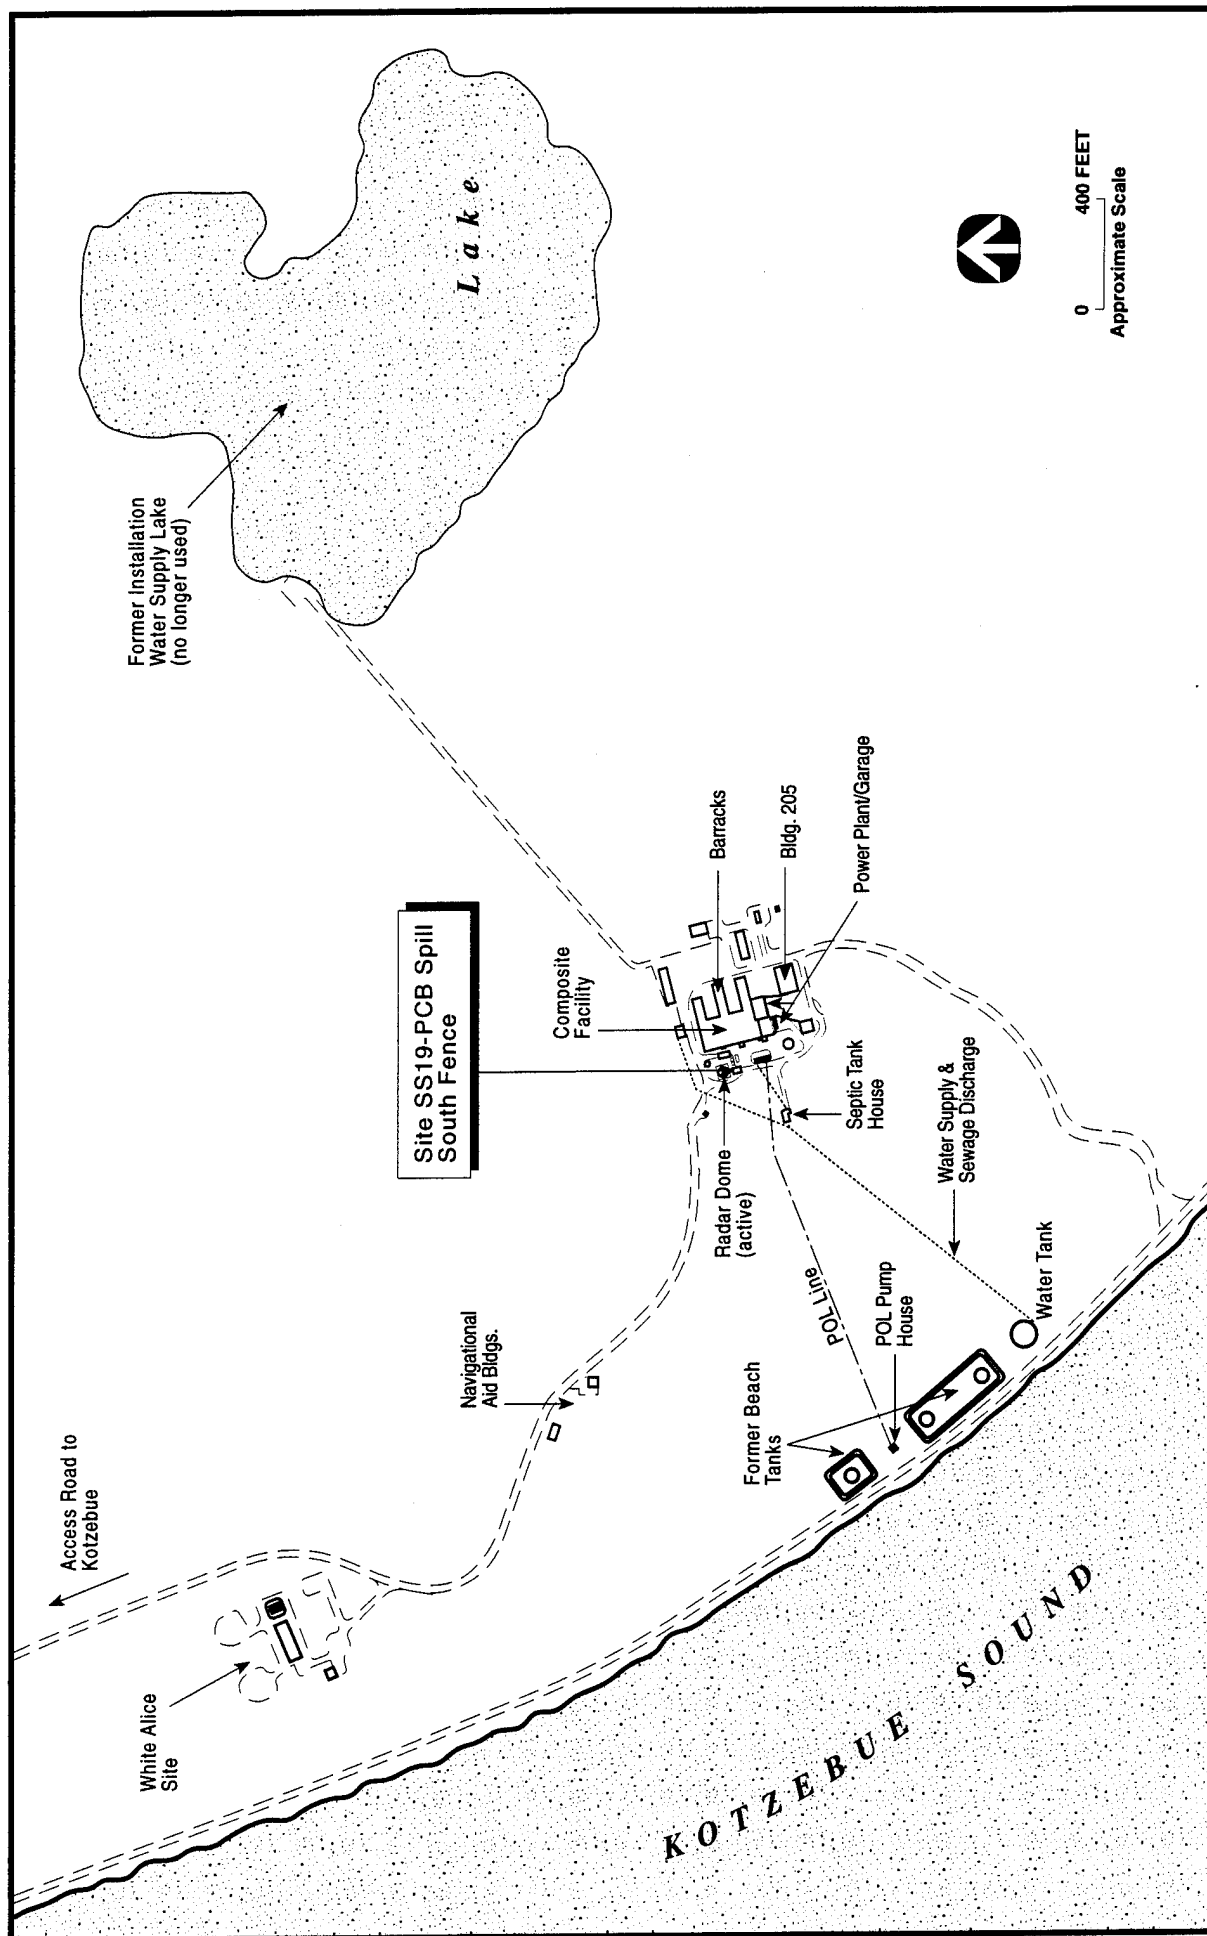 Access Road to
Kotzebue
White Alice
Site
Former Installation
Water Supply Lake
(no longer used)
Lake
Site SS19-PCB Spill
South Fence
Navigational
Aid Bldgs.
Composite
Facility
Barracks
Bldg. 205
Power Plant/Garage
Radar Dome
(active)
Septic Tank
House
Water Supply &
Sewage Discharge
POL Line
POL Pump
House
Former Beach
Tanks
Water Tank
KOTZEBUE SOUND
0 400 FEET
Approximate Scale